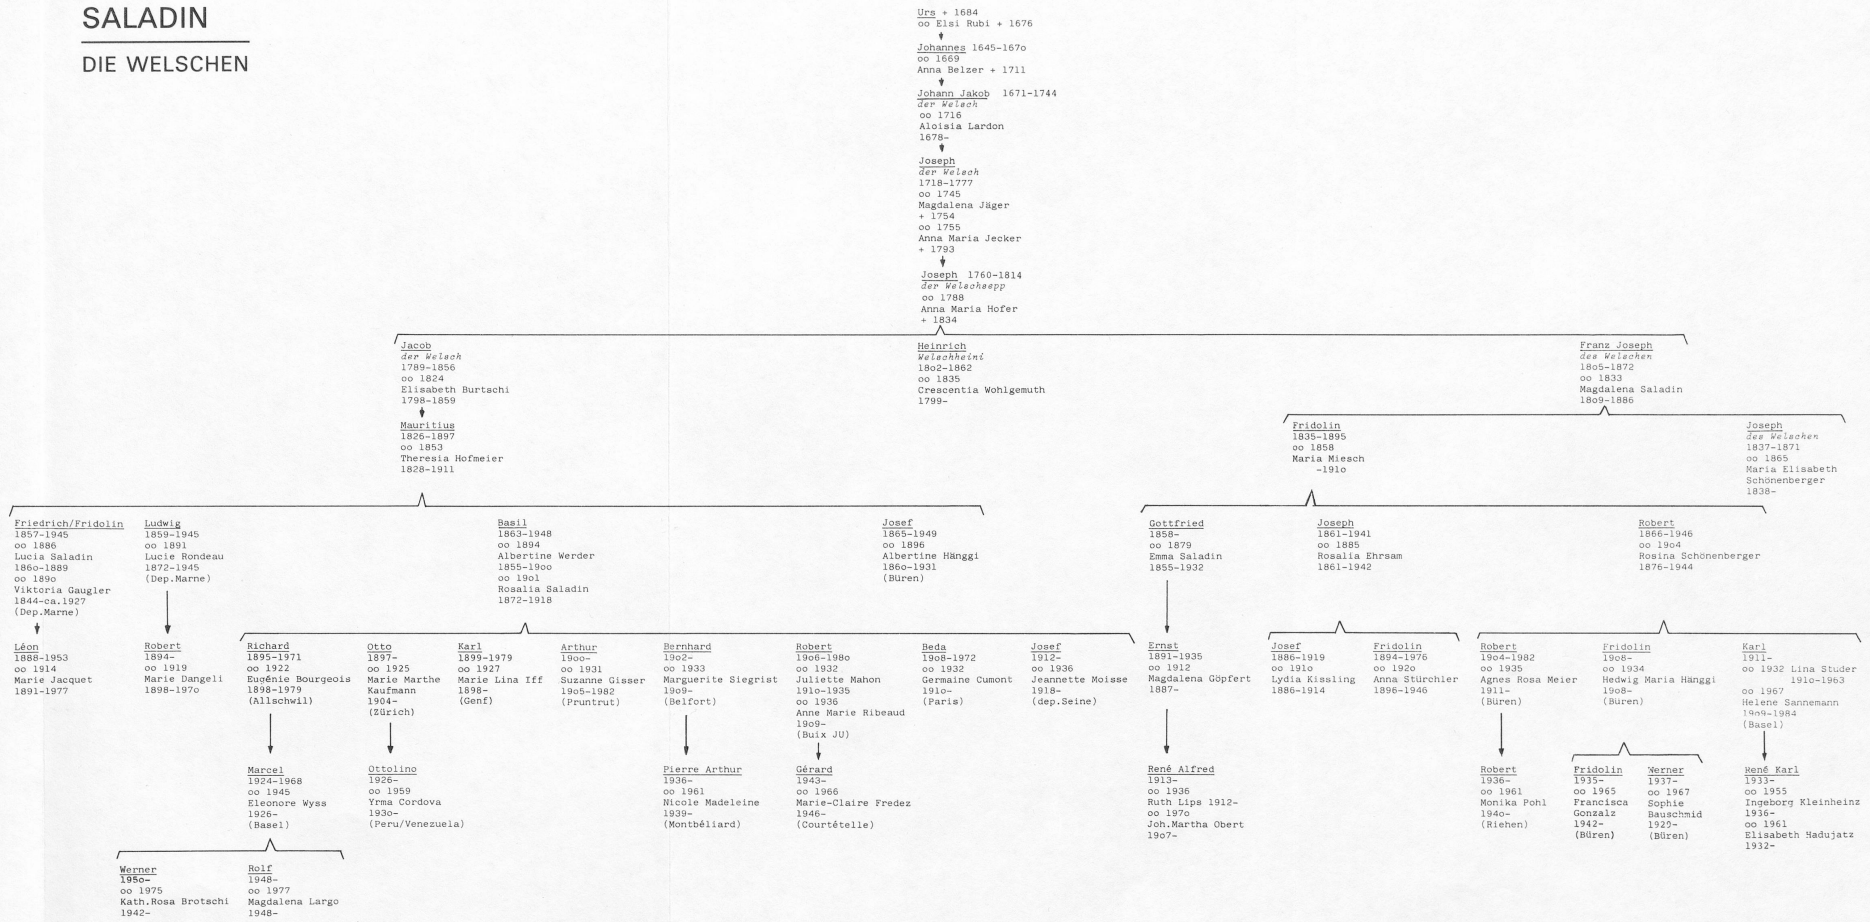 SALADIN
DIE WELSCHEN
Urs + 1684
oo Elsi Rubi + 1676
Johannes 1645-167o
oo 1669
Anna Belzer + 1711
Johann Jakob 1671-1744
der Welsch
oo 1716
Aloisia Lardon
1678-
Joseph
der Welsch
1718-1777
oo 1745
Magdalena Jäger
+ 1754
oo 1755
Anna Maria Jecker
+ 1793
Joseph 1760-1814
der Welschsepp
oo 1788
Anna Maria Hofer
+ 1834
Jacob
der Welsch
1789-1856
oo 1824
Elisabeth Burtschi
1798-1859
Heinrich
Welschheini
18o2-1862
oo 1835
Crescentia Wohlgemuth
1799-
Franz Joseph
des Welschen
18o5-1872
oo 1833
Magdalena Saladin
18o9-1886
Mauritius
1826-1897
oo 1853
Theresia Hofmeier
1828-1911
Fridolin
1835-1895
oo 1858
Maria Miesch
-191o
Joseph
des Welschen
1837-1871
oo 1865
Maria Elisabeth
Schönenberger
1838-
Friedrich/Fridolin
1857-1945
oo 1886
Lucia Saladin
186o-1889
oo 189o
Viktoria Gaugler
1844-ca.1927
(Dep.Marne)
Ludwig
1859-1945
oo 1891
Lucie Rondeau
1872-1945
(Dep.Marne)
Basil
1863-1948
oo 1894
Albertine Werder
1855-19oo
oo 19o1
Rosalia Saladin
1872-1918
Josef
1865-1949
oo 1896
Albertine Hänggi
186o-1931
(Büren)
Gottfried
1858-
oo 1879
Emma Saladin
1855-1932
Joseph
1861-1941
oo 1885
Rosalia Ehrsam
1861-1942
Robert
1866-1946
oo 19o4
Rosina Schönenberger
1876-1944
Léon
1888-1953
oo 1914
Marie Jacquet
1891-1977
Robert
1894-
oo 1919
Marie Dangeli
1898-197o
Richard
1895-1971
oo 1922
Eugénie Bourgeois
1898-1979
(Allschwil)
Otto
1897-
oo 1925
Marie Marthe
Kaufmann
1904-
(Zürich)
Karl
1899-1979
oo 1927
Marie Lina Iff
1898-
(Genf)
Arthur
19oo-
oo 1931
Suzanne Gisser
19o5-1982
(Pruntrut)
Bernhard
19o2-
oo 1933
Marguerite Siegrist
19o9-
(Belfort)
Robert
19o6-198o
oo 1932
Juliette Mahon
191o-1935
oo 1936
Anne Marie Ribeaud
19o9-
(Buix JU)
Beda
19o8-1972
oo 1932
Germaine Cumont
191o-
(Paris)
Josef
1912-
oo 1936
Jeannette Moisse
1918-
(dep.Seine)
Ernst
1891-1935
oo 1912
Magdalena Göpfert
1887-
Josef
1886-1919
oo 191o
Lydia Kissling
1886-1914
Fridolin
1894-1976
oo 192o
Anna Stürchier
1896-1946
Robert
19o4-1982
oo 1935
Agnes Rosa Meier
1911-
(Büren)
Fridolin
19o8-
oo 1934
Hedwig Maria Hänggi
19o8-
(Büren)
Karl
1911-
oo 1932 Lina Studer
191o-1963
oo 1967
Helene Sannemann
19o9-1984
(Basel)
Marcel
1924-1968
oo 1945
Eleonore Wyss
1926-
(Basel)
Ottolino
1926-
oo 1959
Yrma Cordova
193o-
(Peru/Venezuela)
Pierre Arthur
1936-
oo 1961
Nicole Madeleine
1939-
(Montbéliard)
Gérard
1943-
oo 1966
Marie-Claire Fredez
1946-
(Courtételle)
René Alfred
1913-
oo 1936
Ruth Lips 1912-
oo 197o
Joh.Martha Obert
19o7-
Robert
1936-
oo 1961
Monika Pohl
194o-
(Riehen)
Fridolin
1935-
oo 1965
Francisca
Gonzalz
1942-
(Büren)
Werner
1937-
oo 1967
Sophie
Bauschmid
1929-
(Büren)
René Karl
1933-
oo 1955
Ingeborg Kleinheinz
1936-
oo 1961
Elisabeth Hadujatz
1932-
Werner
195o-
oo 1975
Kath.Rosa Brotschi
1942-
Rolf
1948-
oo 1977
Magdalena Largo
1948-